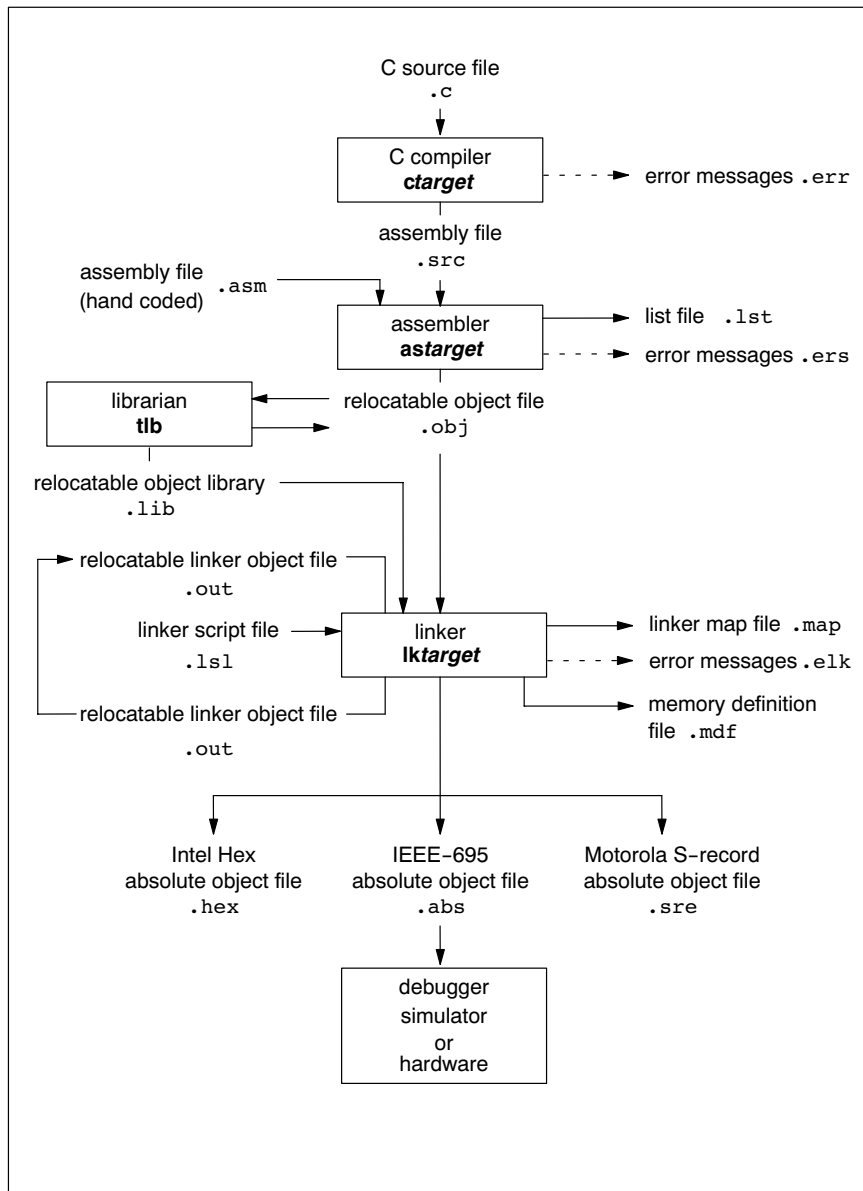 C source file
.c
C compiler
ctarget
error messages .err
assembly file
.src
assembly file
(hand coded)
.asm
assembler
astarget
list file .lst
error messages .ers
librarian
tlb
relocatable object file
.obj
relocatable object library
.lib
relocatable linker object file
.out
linker script file
.lsl
linker
lktarget
linker map file .map
error messages .elk
relocatable linker object file
.out
memory definition
file .mdf
Intel Hex
absolute object file
.hex
IEEE-695
absolute object file
.abs
Motorola S-record
absolute object file
.sre
debugger
simulator
or
hardware